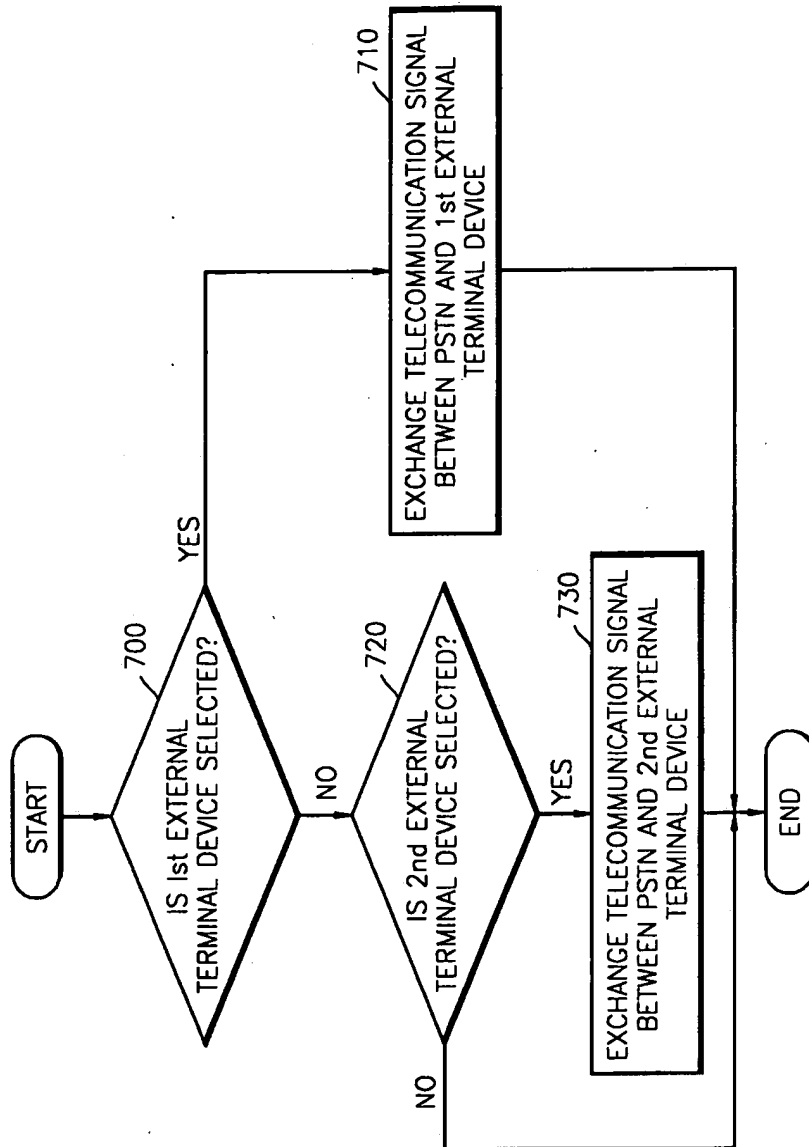 START
700
IS 1st EXTERNAL
TERMINAL DEVICE SELECTED?
YES
NO
710
EXCHANGE TELECOMMUNICATION SIGNAL
BETWEEN PSTN AND 1st EXTERNAL
TERMINAL DEVICE
720
IS 2nd EXTERNAL
TERMINAL DEVICE SELECTED?
NO
YES
730
EXCHANGE TELECOMMUNICATION SIGNAL
BETWEEN PSTN AND 2nd EXTERNAL
TERMINAL DEVICE
END